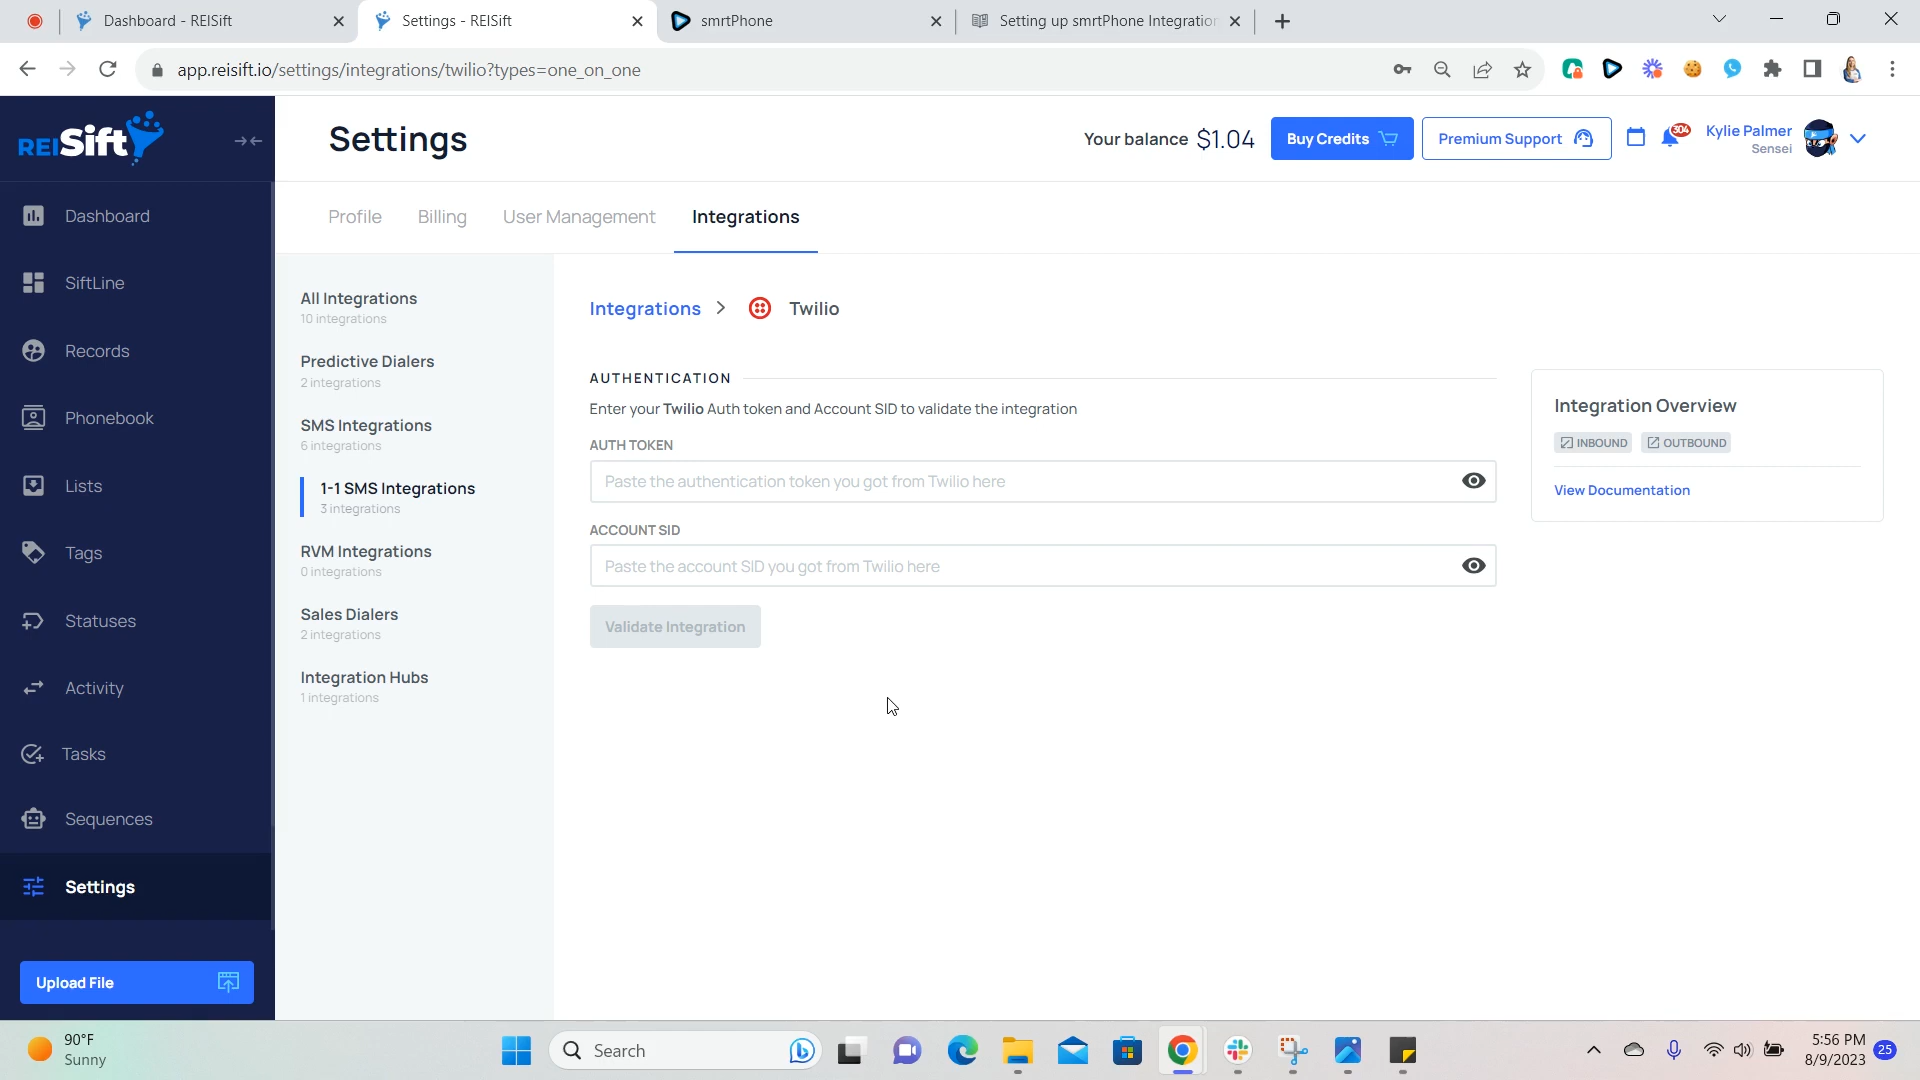 Dashboard - REISift
Settings - REISift
smrtPhone
Setting up smrtPhone Integration
app.reisift.io/settings/integrations/twilio?types=one_on_one
REISift
Settings
Your balance $1.04
Buy Credits
Premium Support
304
Kylie Palmer
Sensei
Dashboard
SiftLine
Records
Phonebook
Lists
Tags
Statuses
Activity
Tasks
Sequences
Settings
Upload File
Profile
Billing
User Management
Integrations
All Integrations
10 integrations
Predictive Dialers
2 integrations
SMS Integrations
6 integrations
1-1 SMS Integrations
3 integrations
RVM Integrations
0 integrations
Sales Dialers
2 integrations
Integration Hubs
1 integrations
Integrations > Twilio
AUTHENTICATION
Enter your Twilio Auth token and Account SID to validate the integration
AUTH TOKEN
Paste the authentication token you got from Twilio here
ACCOUNT SID
Paste the account SID you got from Twilio here
Validate Integration
Integration Overview
INBOUND
OUTBOUND
View Documentation
90°F
Sunny
Search
5:56 PM
8/9/2023
25